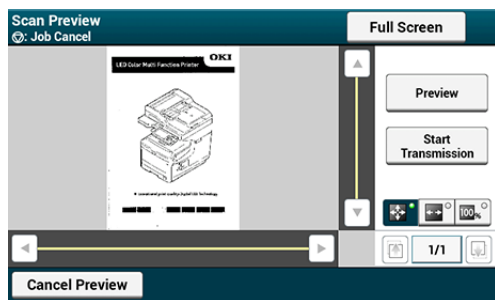 Scan Preview
Full Screen
: Job Cancel
OKI
LED Color Multi Function Printer
Preview
Start
Transmission
100%
1/1
Cancel Preview